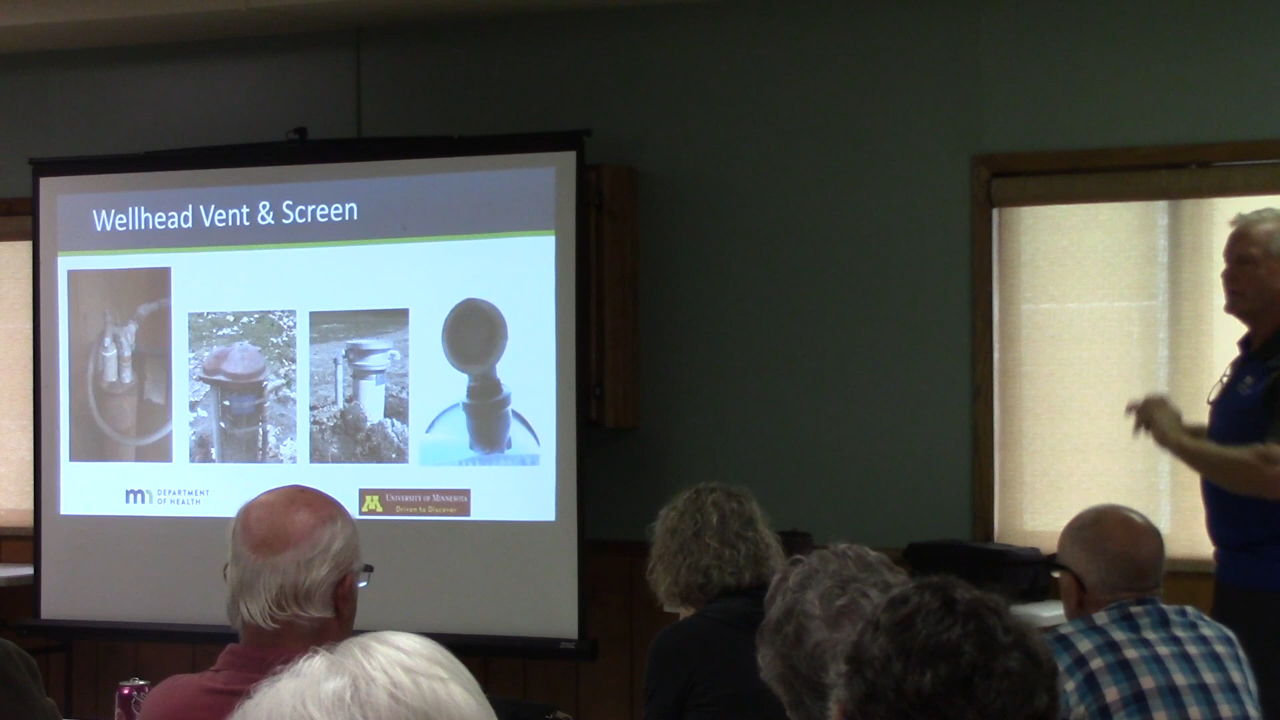 Wellhead Vent & Screen
DEPARTMENT
OF HEALTH
UNIVERSITY OF MINNESOTA
Driven to Discover